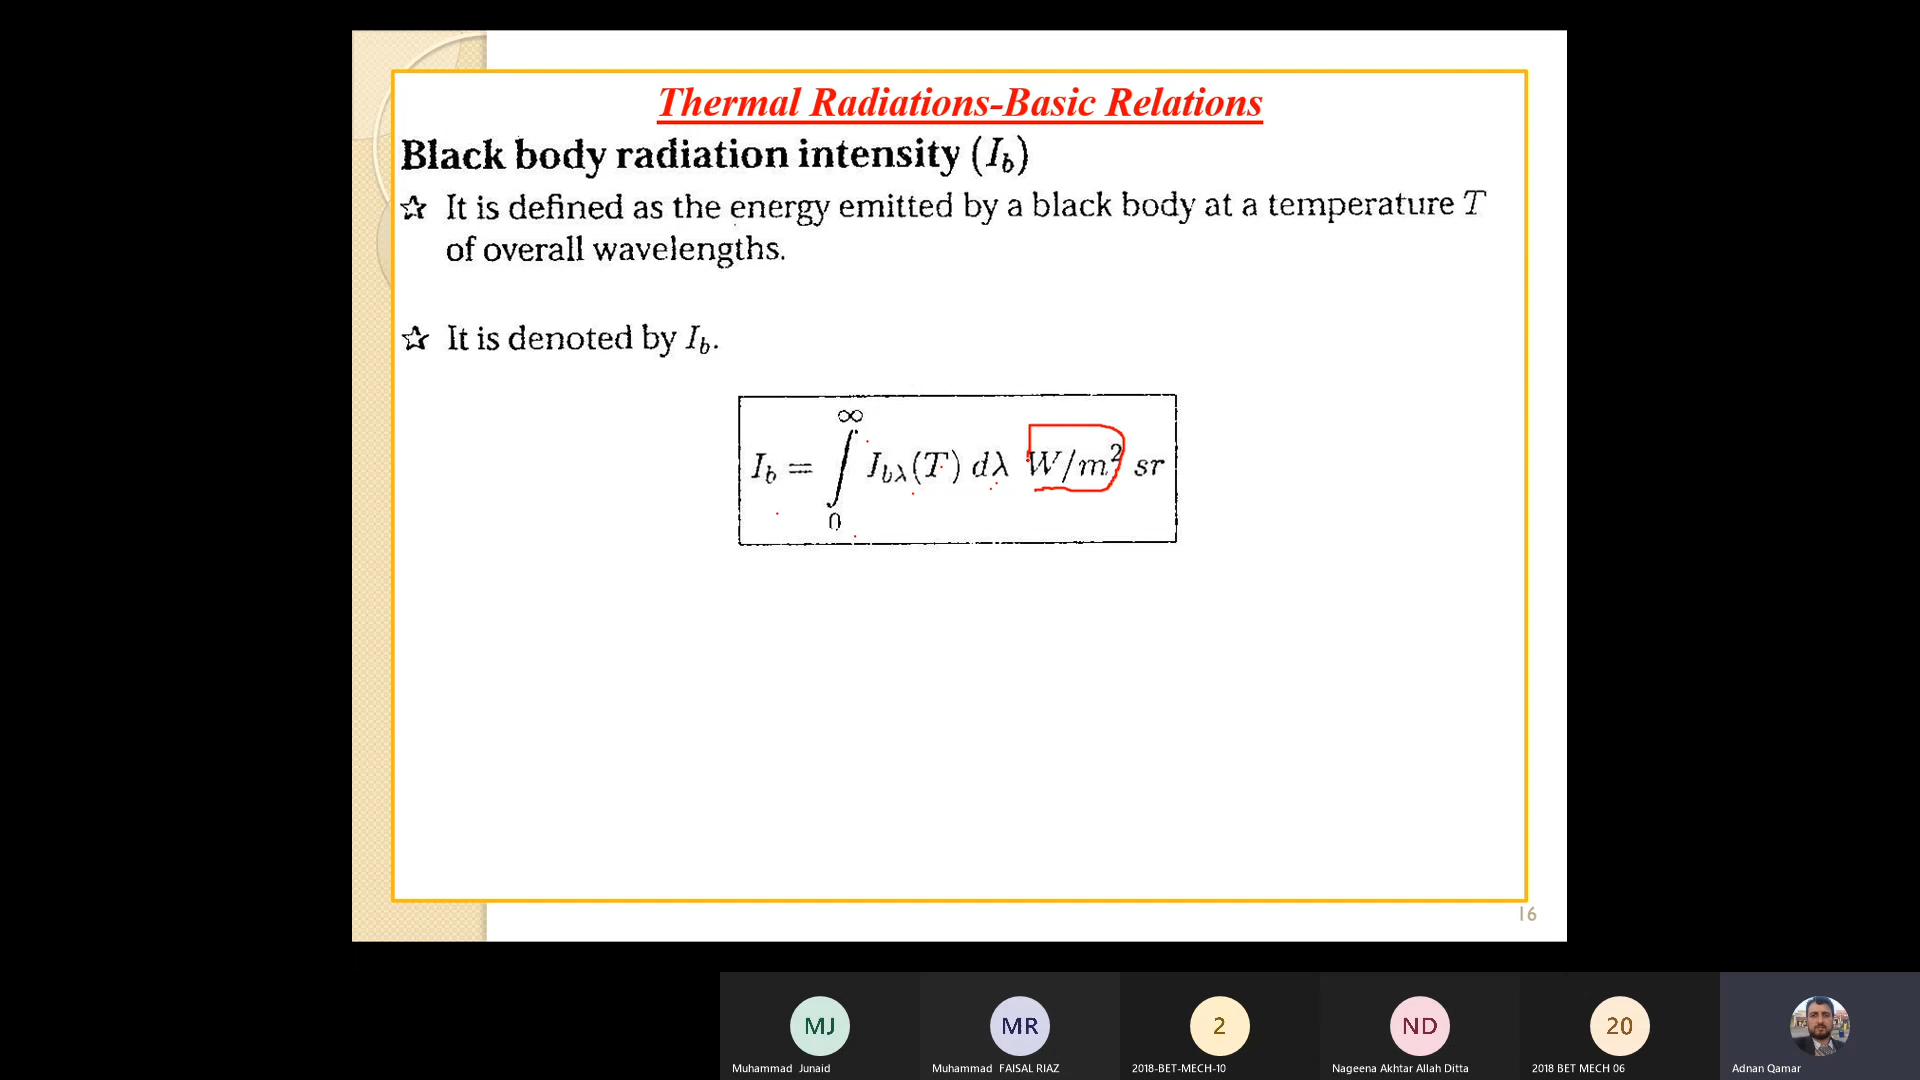 Thermal Radiations-Basic Relations
Black body radiation intensity (I_b)
☆ It is defined as the energy emitted by a black body at a temperature T
of overall wavelengths.
☆ It is denoted by I_b.
I_b = ∫_0^∞ I_{bλ}(T) dλ W/m² sr
16
MJ
MR
2
ND
20
Muhammad Junaid
Muhammad FAISAL RIAZ
2018-BET-MECH-10
Nageena Akhtar Allah Ditta
2018 BET MECH 06
Adnan Qamar